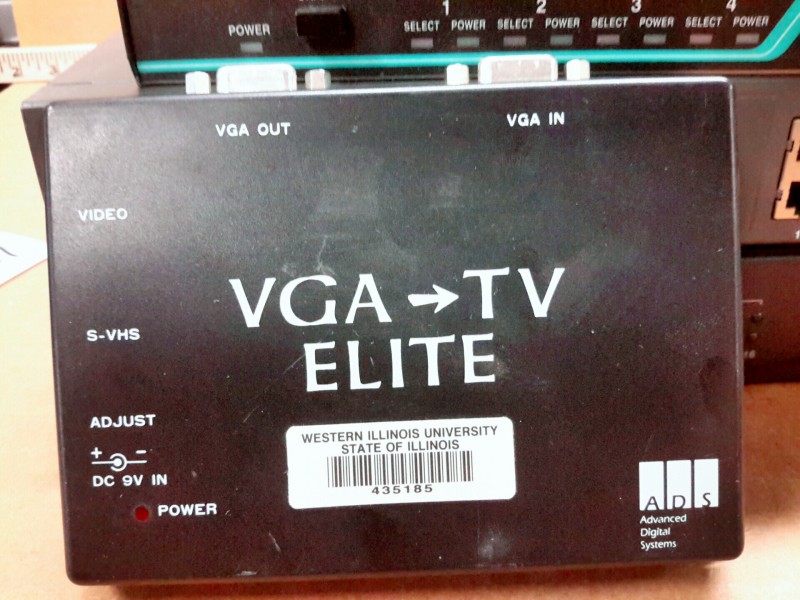 POWER
1 2 3 4
SELECT POWER SELECT POWER SELECT POWER SELECT POWER
VGA OUT
VGA IN
VIDEO
VGA → TV
ELITE
S-VHS
ADJUST
+ -
DC 9V IN
POWER
WESTERN ILLINOIS UNIVERSITY
STATE OF ILLINOIS
435185
ADS
Advanced
Digital
Systems